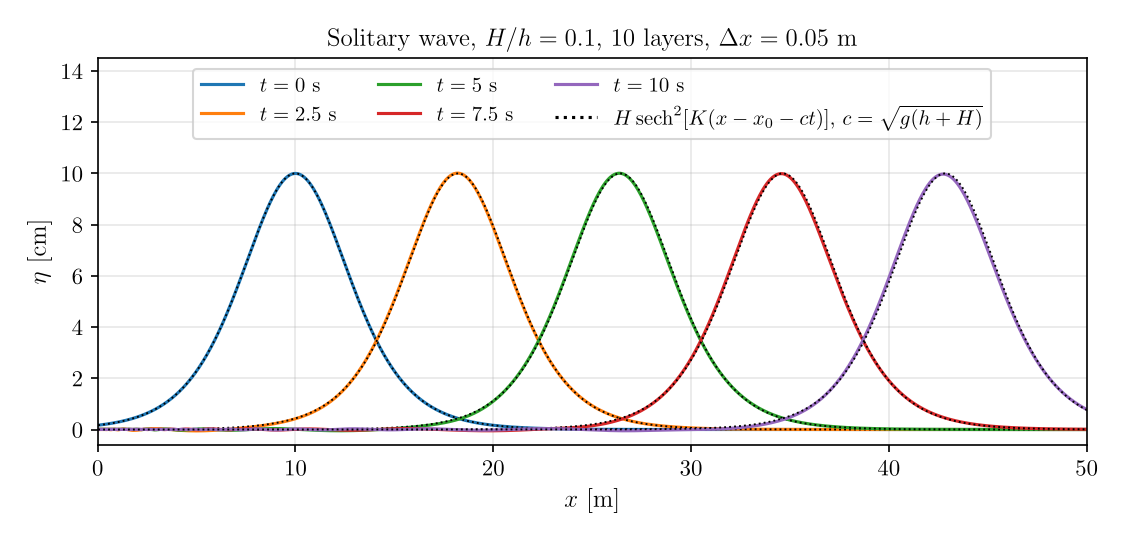 Solitary wave, H/h = 0.1, 10 layers, Δx = 0.05 m
14
12
10
8
6
4
2
0
η [cm]
t = 0 s
t = 2.5 s
t = 5 s
t = 7.5 s
t = 10 s
H sech²[K(x − x₀ − ct)], c = √g(h + H)
0 10 20 30 40 50
x [m]